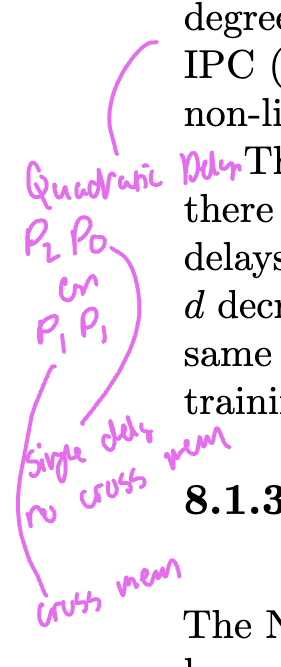 degree
IPC (
non-li
Quadratic Delay Th
P₂ P₀ there
or delays
P₁ P₁ d decr
same
traini
single delay
no cross mem
8.1.3
cross mem
The N